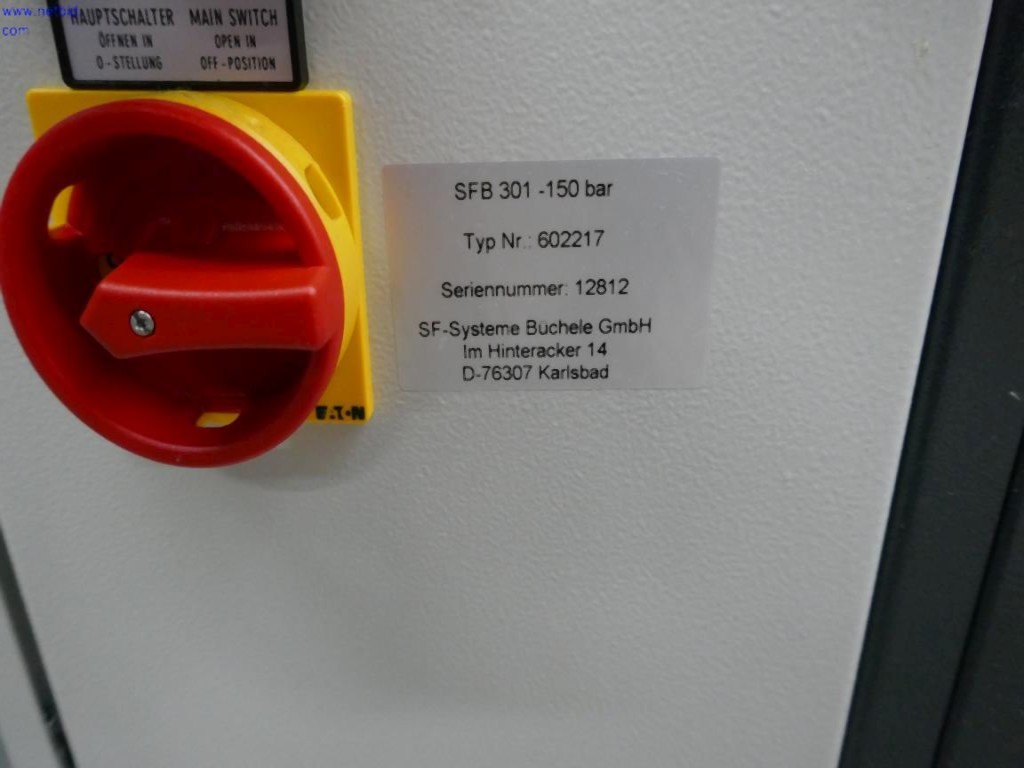 HAUPTSCHALTER MAIN SWITCH
ÖFFNEN IN OPEN IN
0-STELLUNG OFF-POSITION
SFB 301 -150 bar
Typ Nr.: 602217
Seriennummer: 12812
SF-Systeme Buchele GmbH
Im Hinteracker 14
D-76307 Karlsbad
EATON